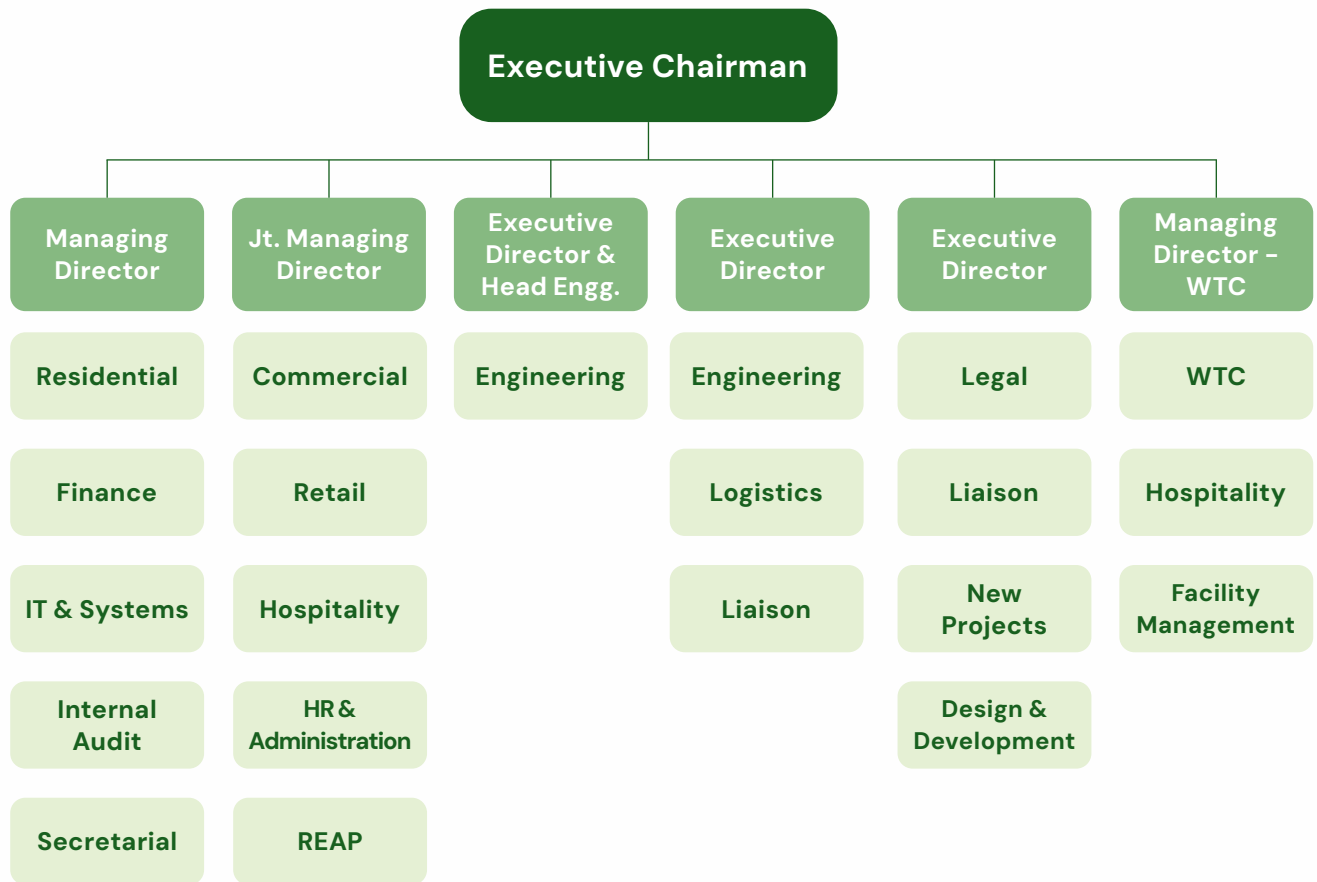 Executive Chairman
Managing
Director
Jt. Managing
Director
Executive
Director &
Head Engg.
Executive
Director
Executive
Director
Managing
Director –
WTC
Residential
Commercial
Engineering
Engineering
Legal
WTC
Finance
Retail
Logistics
Liaison
Hospitality
IT & Systems
Hospitality
Liaison
New
Projects
Facility
Management
Internal
Audit
HR &
Administration
Design &
Development
Secretarial
REAP